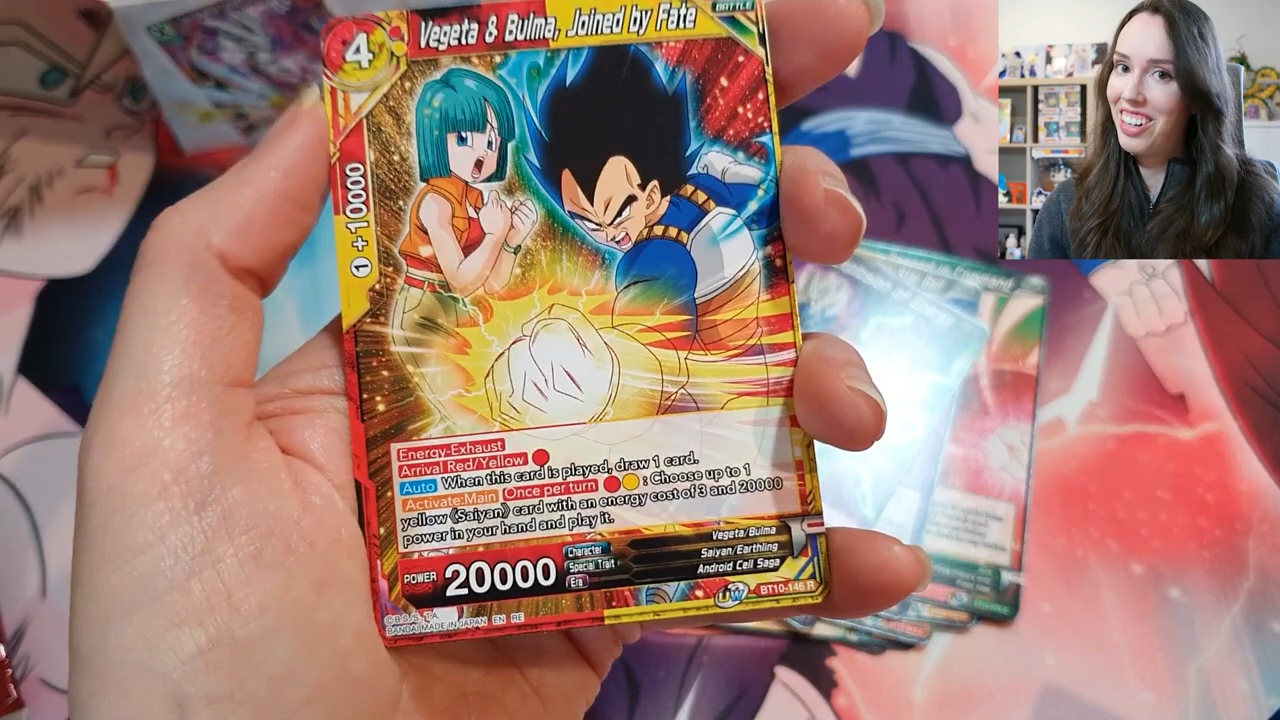 BATTLE
4
Vegeta & Bulma, Joined by Fate
1 +10000
Energy-Exhaust
Arrival Red/Yellow
Auto When this card is played, draw 1 card.
Activate:Main Once per turn : Choose up to 1
yellow 《Saiyan》 card with an energy cost of 3 and 20000
power in your hand and play it.
POWER 20000
Character Vegeta/Bulma
Special Trait Saiyan/Earthling
Era Android Cell Saga
UW BT10-146 R
©B.S./S., T.A.
BANDAI MADE IN JAPAN EN RE